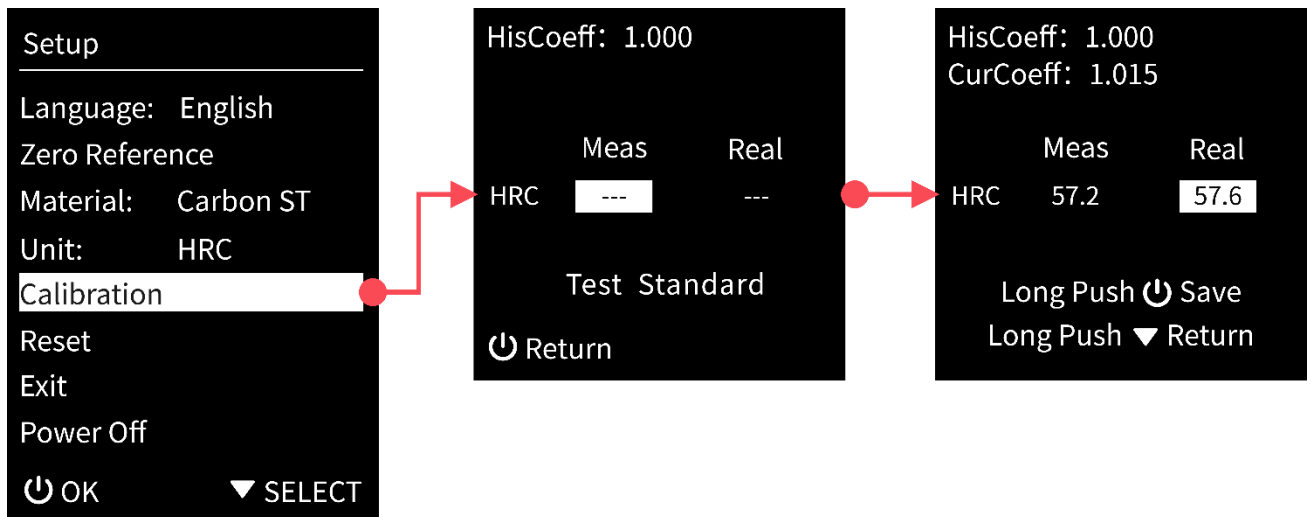 Setup
Language: English
Zero Reference
Material: Carbon ST
Unit: HRC
Calibration
Reset
Exit
Power Off
OK SELECT
HisCoeff: 1.000
Meas Real
HRC --- ---
Test Standard
Return
HisCoeff: 1.000
CurCoeff: 1.015
Meas Real
HRC 57.2 57.6
Long Push Save
Long Push Return